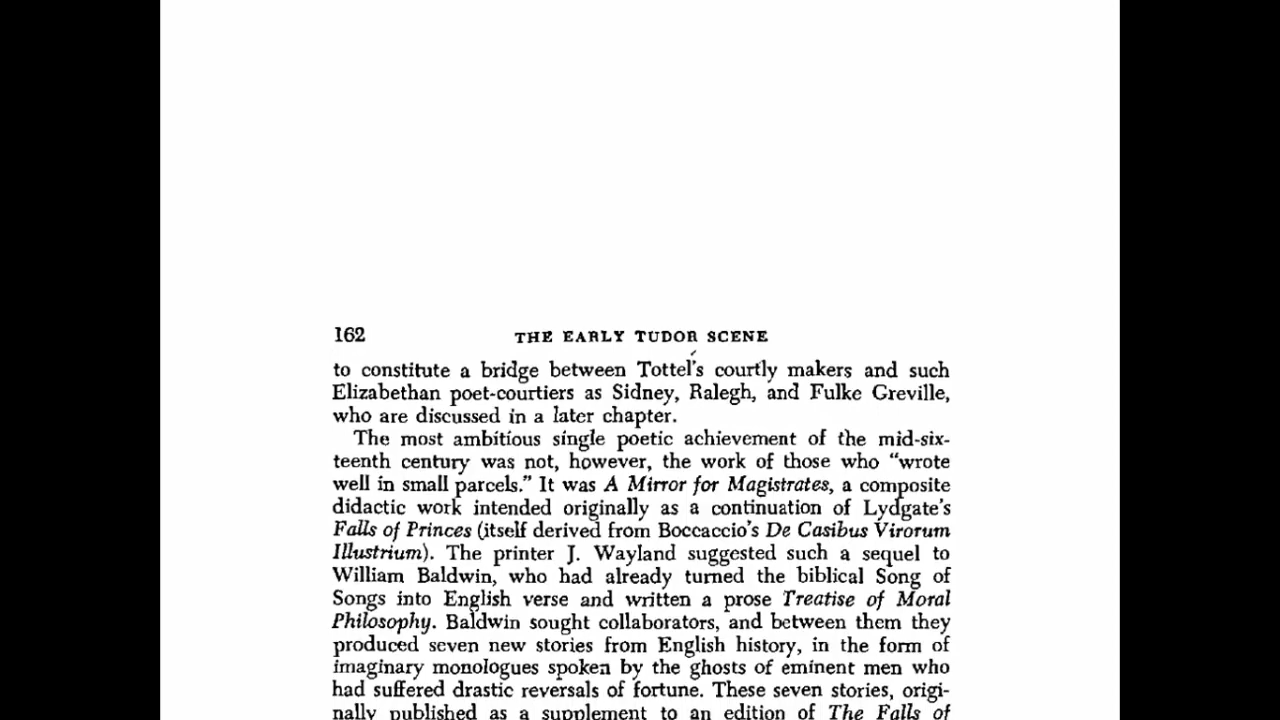 162 THE EARLY TUDOR SCENE
to constitute a bridge between Tottel's courtly makers and such
Elizabethan poet-courtiers as Sidney, Ralegh, and Fulke Greville,
who are discussed in a later chapter.
The most ambitious single poetic achievement of the mid-six-
teenth century was not, however, the work of those who "wrote
well in small parcels." It was A Mirror for Magistrates, a composite
didactic work intended originally as a continuation of Lydgate's
Falls of Princes (itself derived from Boccaccio's De Casibus Virorum
Illustrium). The printer J. Wayland suggested such a sequel to
William Baldwin, who had already turned the biblical Song of
Songs into English verse and written a prose Treatise of Moral
Philosophy. Baldwin sought collaborators, and between them they
produced seven new stories from English history, in the form of
imaginary monologues spoken by the ghosts of eminent men who
had suffered drastic reversals of fortune. These seven stories, origi-
nally published as a supplement to an edition of The Falls of